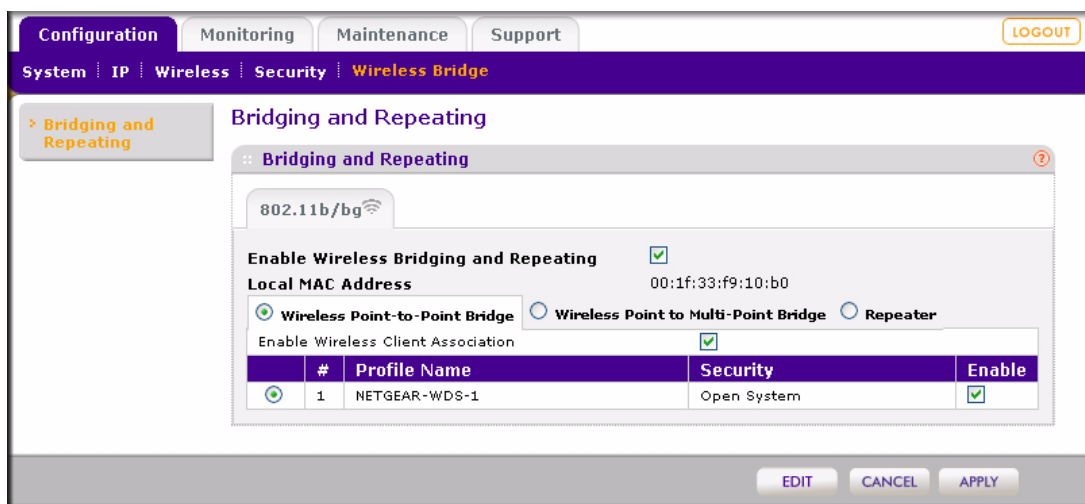 Configuration Monitoring Maintenance Support LOGOUT
System IP Wireless Security Wireless Bridge
Bridging and Repeating
Bridging and Repeating
Bridging and Repeating ?
802.11b/bg
Enable Wireless Bridging and Repeating
Local MAC Address 00:1f:33:f9:10:b0
Wireless Point-to-Point Bridge Wireless Point to Multi-Point Bridge Repeater
Enable Wireless Client Association
# Profile Name Security Enable
1 NETGEAR-WDS-1 Open System
EDIT CANCEL APPLY